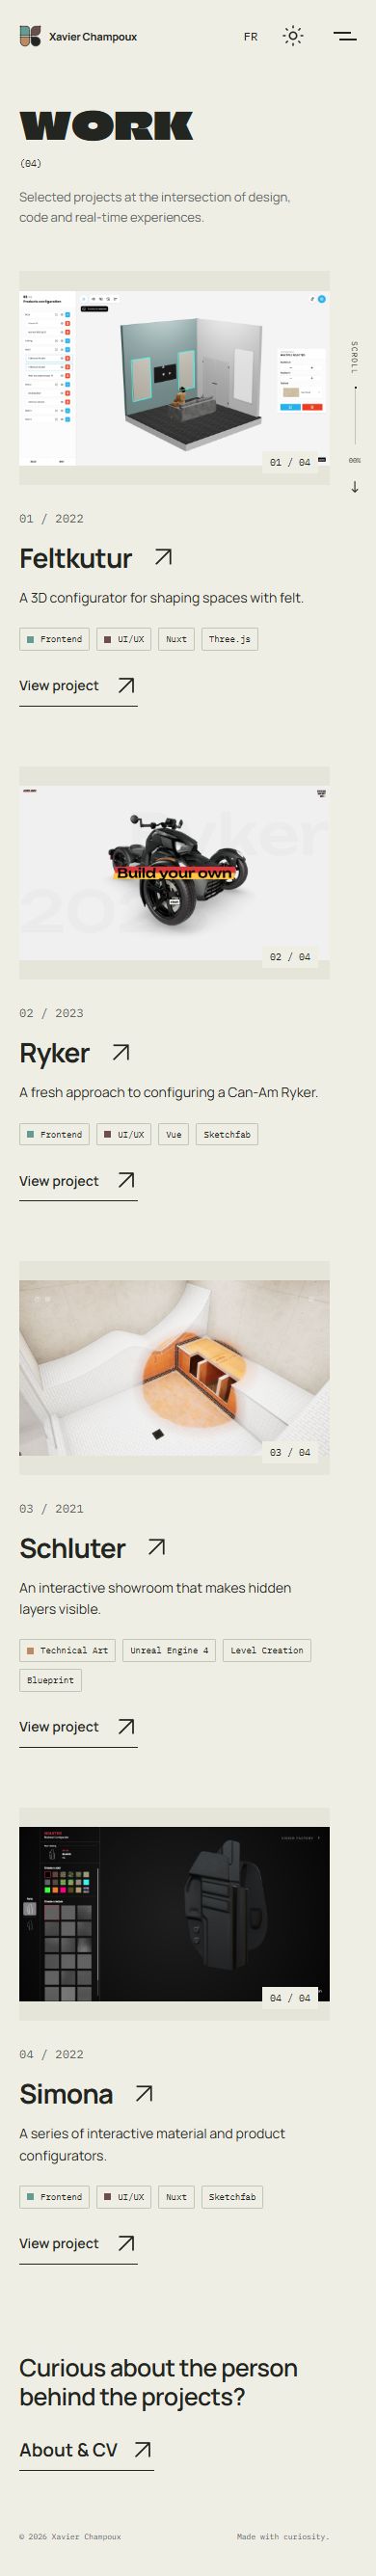 Xavier Champoux
FR
WORK
(04)
Selected projects at the intersection of design,
code and real-time experiences.
SCROLL
00%
01 / 04
01 / 2022
Feltkutur
A 3D configurator for shaping spaces with felt.
Frontend
UI/UX
Nuxt
Three.js
View project
Ryker
Build your own
02 / 04
02 / 2023
Ryker
A fresh approach to configuring a Can-Am Ryker.
Frontend
UI/UX
Vue
Sketchfab
View project
03 / 04
03 / 2021
Schluter
An interactive showroom that makes hidden
layers visible.
Technical Art
Unreal Engine 4
Level Creation
Blueprint
View project
04 / 04
04 / 2022
Simona
A series of interactive material and product
configurators.
Frontend
UI/UX
Nuxt
Sketchfab
View project
Curious about the person
behind the projects?
About & CV
© 2026 Xavier Champoux
Made with curiosity.